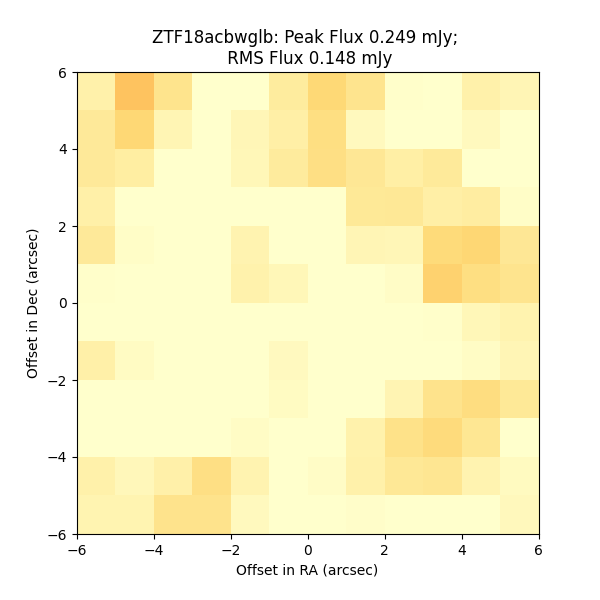 ZTF18acbwglb: Peak Flux 0.249 mJy;
RMS Flux 0.148 mJy
6
4
2
0
−2
−4
−6
Offset in Dec (arcsec)
−6 −4 −2 0 2 4 6
Offset in RA (arcsec)